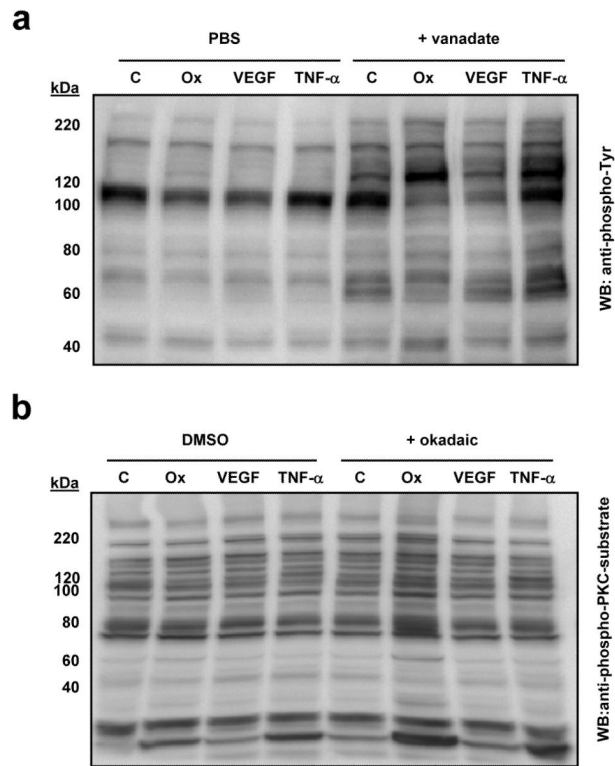 a
PBS + vanadate
C Ox VEGF TNF-α C Ox VEGF TNF-α
kDa
220
120
100
80
60
40
WB: anti-phospho-Tyr
b
DMSO + okadaic
C Ox VEGF TNF-α C Ox VEGF TNF-α
kDa
220
120
100
80
60
40
WB:anti-phospho-PKC-substrate